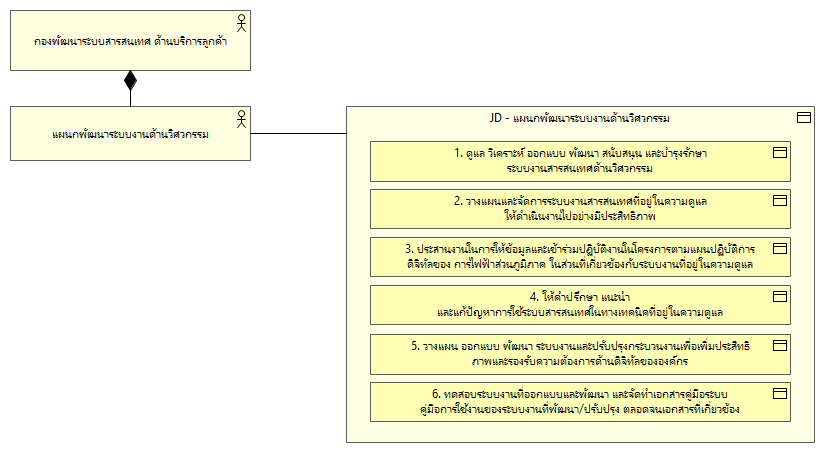 กองพัฒนาระบบสารสนเทศ ด้านบริการลูกค้า
แผนกพัฒนาระบบงานด้านวิศวกรรม
JD - แผนกพัฒนาระบบงานด้านวิศวกรรม
1. ดูแล วิเคราะห์ ออกแบบ พัฒนา สนับสนุน และบำรุงรักษา
ระบบงานสารสนเทศด้านวิศวกรรม
2. วางแผนและจัดการระบบงานสารสนเทศที่อยู่ในความดูแล
ให้ดำเนินงานไปอย่างมีประสิทธิภาพ
3. ประสานงานในการให้ข้อมูลและเข้าร่วมปฏิบัติงานในโครงการตามแผนปฏิบัติการ
ดิจิทัลของ การไฟฟ้าส่วนภูมิภาค ในส่วนที่เกี่ยวข้องกับระบบงานที่อยู่ในความดูแล
4. ให้คำปรึกษา แนะนำ
และแก้ปัญหาการใช้ระบบสารสนเทศในทางเทคนิคที่อยู่ในความดูแล
5. วางแผน ออกแบบ พัฒนา ระบบงานและปรับปรุงกระบวนงานเพื่อเพิ่มประสิทธิ
ภาพและรองรับความต้องการด้านดิจิทัลขององค์กร
6. ทดสอบระบบงานที่ออกแบบและพัฒนา และจัดทำเอกสารคู่มือระบบ
คู่มือการใช้งานของระบบงานที่พัฒนา/ปรับปรุง ตลอดจนเอกสารที่เกี่ยวข้อง